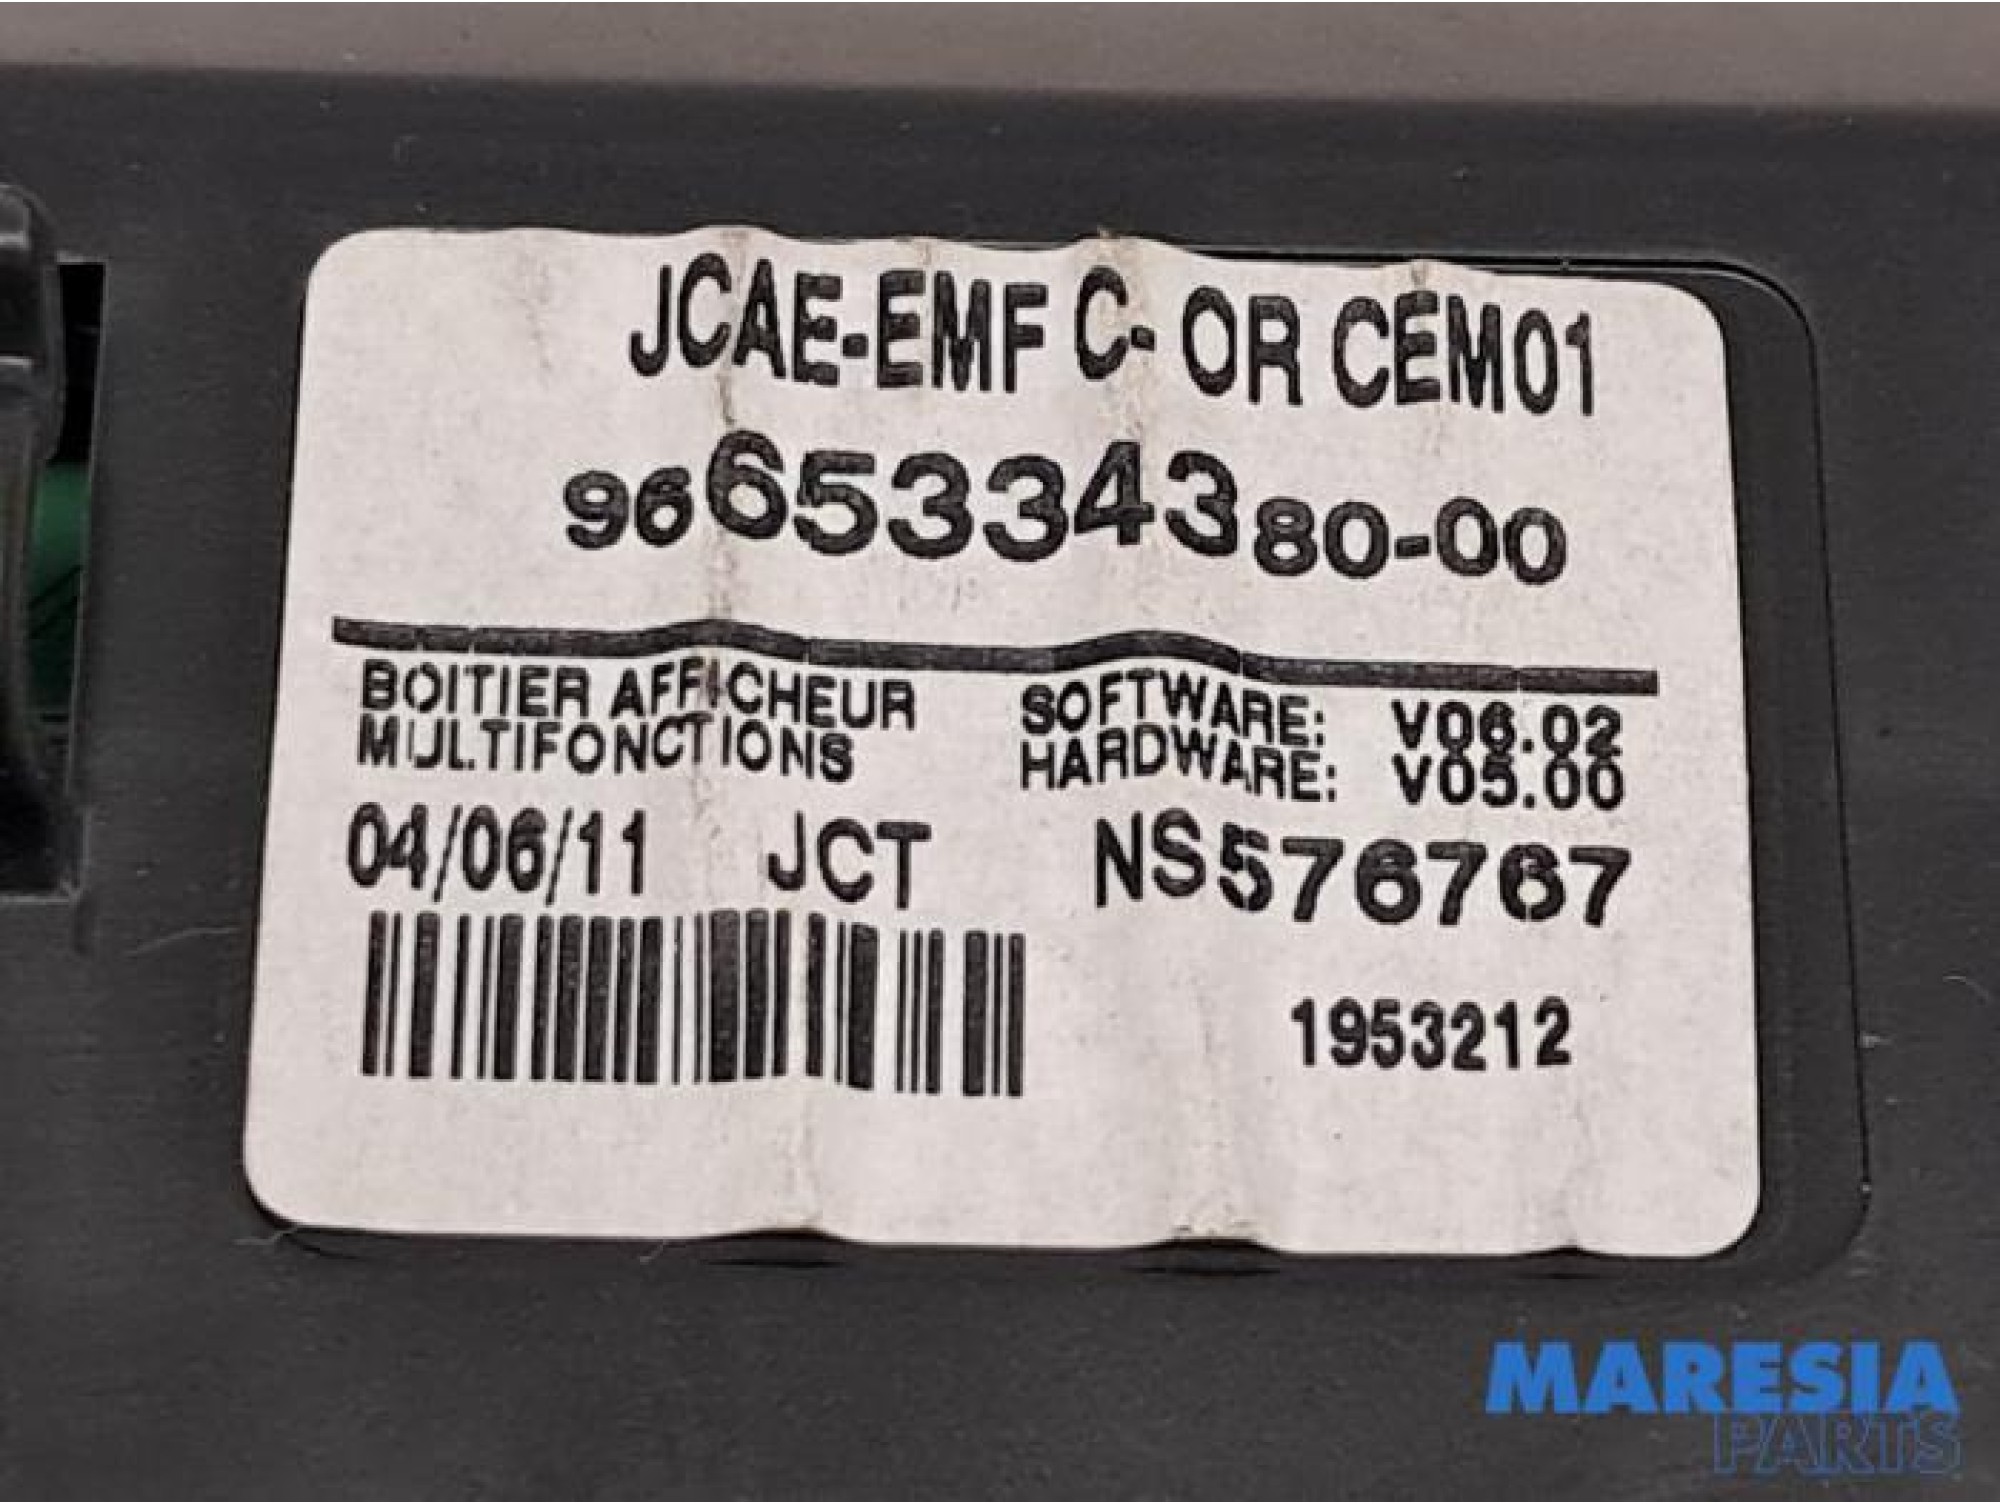 JCAE-EMF C- OR CEM01
9665334380-00
BOITIER AFFICHEUR
MULTIFONCTIONS
SOFTWARE: V06.02
HARDWARE: V05.00
04/06/11 JCT NS576767
1953212
MARESIA
PARTS